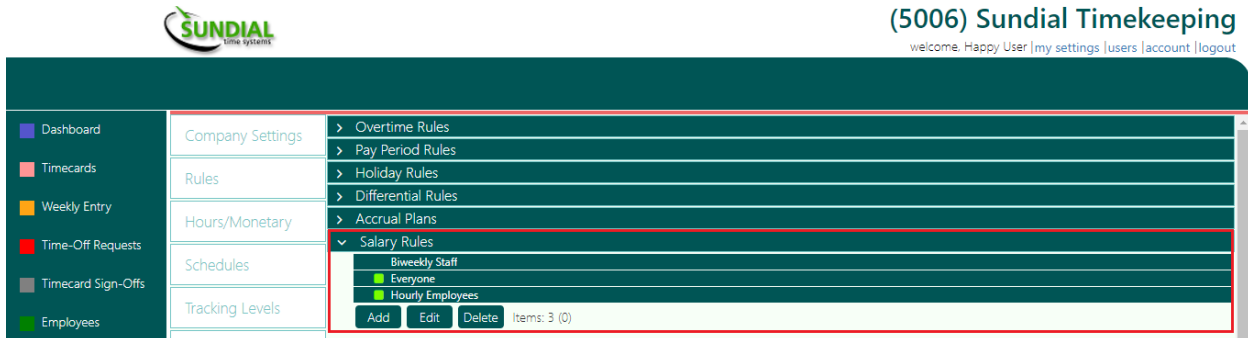 SUNDIAL
time systems
(5006) Sundial Timekeeping
welcome, Happy User |my settings |users |account |logout
Dashboard
Timecards
Weekly Entry
Time-Off Requests
Timecard Sign-Offs
Employees
Company Settings
Rules
Hours/Monetary
Schedules
Tracking Levels
> Overtime Rules
> Pay Period Rules
> Holiday Rules
> Differential Rules
> Accrual Plans
Salary Rules
Biweekly Staff
Everyone
Hourly Employees
Add Edit Delete Items: 3 (0)